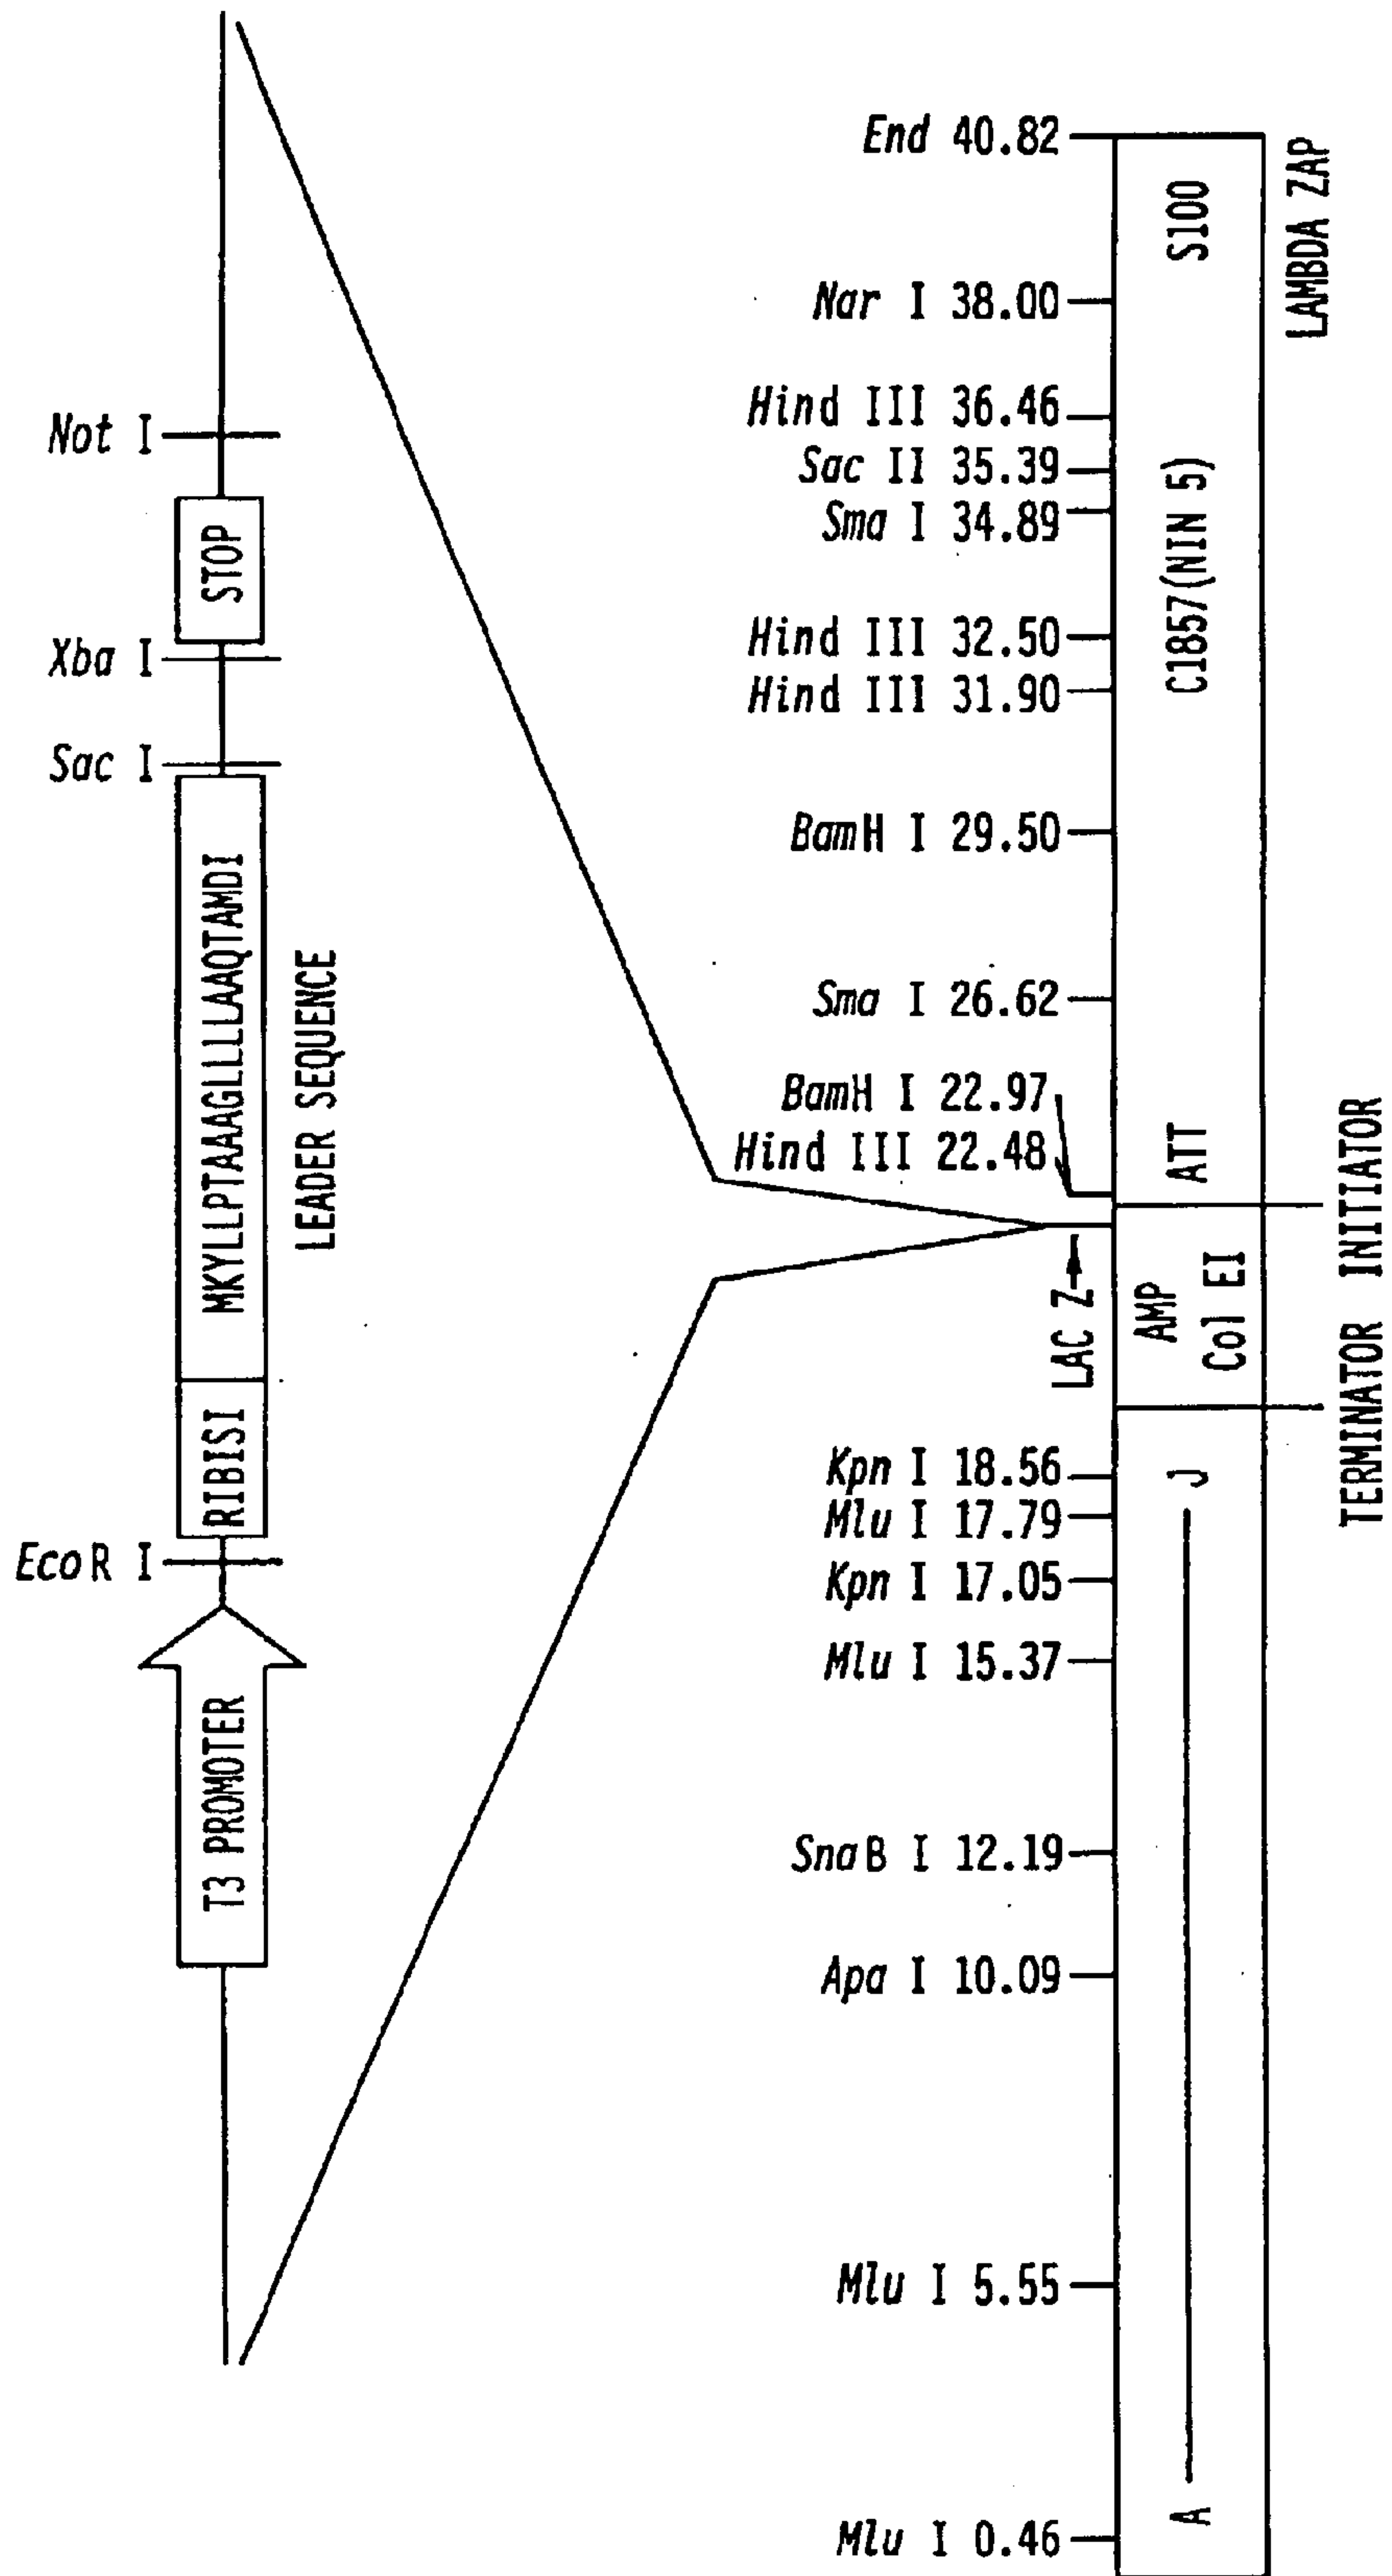 Not I
STOP
Xba I
Sac I
MKYLLPTAAAGLLLLAAQTAMDI
LEADER SEQUENCE
RIBISI
EcoR I
T3 PROMOTER
End 40.82
Nar I 38.00
Hind III 36.46
Sac II 35.39
Sma I 34.89
Hind III 32.50
Hind III 31.90
BamH I 29.50
Sma I 26.62
BamH I 22.97
Hind III 22.48
LAC Z
Kpn I 18.56
Mlu I 17.79
Kpn I 17.05
Mlu I 15.37
SnaB I 12.19
Apa I 10.09
Mlu I 5.55
Mlu I 0.46
S100
C1857(NIN 5)
ATT
AMP
Col EI
J
A
LAMBDA ZAP
INITIATOR
TERMINATOR